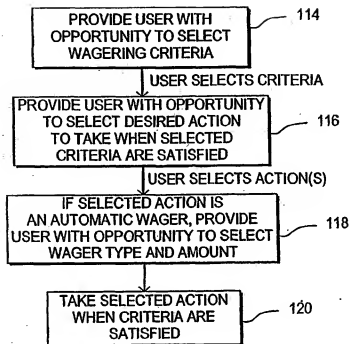 PROVIDE USER WITH
OPPORTUNITY TO SELECT
WAGERING CRITERIA
114
USER SELECTS CRITERIA
PROVIDE USER WITH OPPORTUNITY
TO SELECT DESIRED ACTION
TO TAKE WHEN SELECTED
CRITERIA ARE SATISFIED
116
USER SELECTS ACTION(S)
IF SELECTED ACTION IS
AN AUTOMATIC WAGER, PROVIDE
USER WITH OPPORTUNITY TO SELECT
WAGER TYPE AND AMOUNT
118
TAKE SELECTED ACTION
WHEN CRITERIA ARE
SATISFIED
120